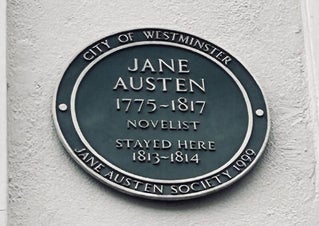 CITY OF WESTMINSTER
JANE
AUSTEN
1775~1817
NOVELIST
STAYED HERE
1813~1814
JANE AUSTEN SOCIETY 1999